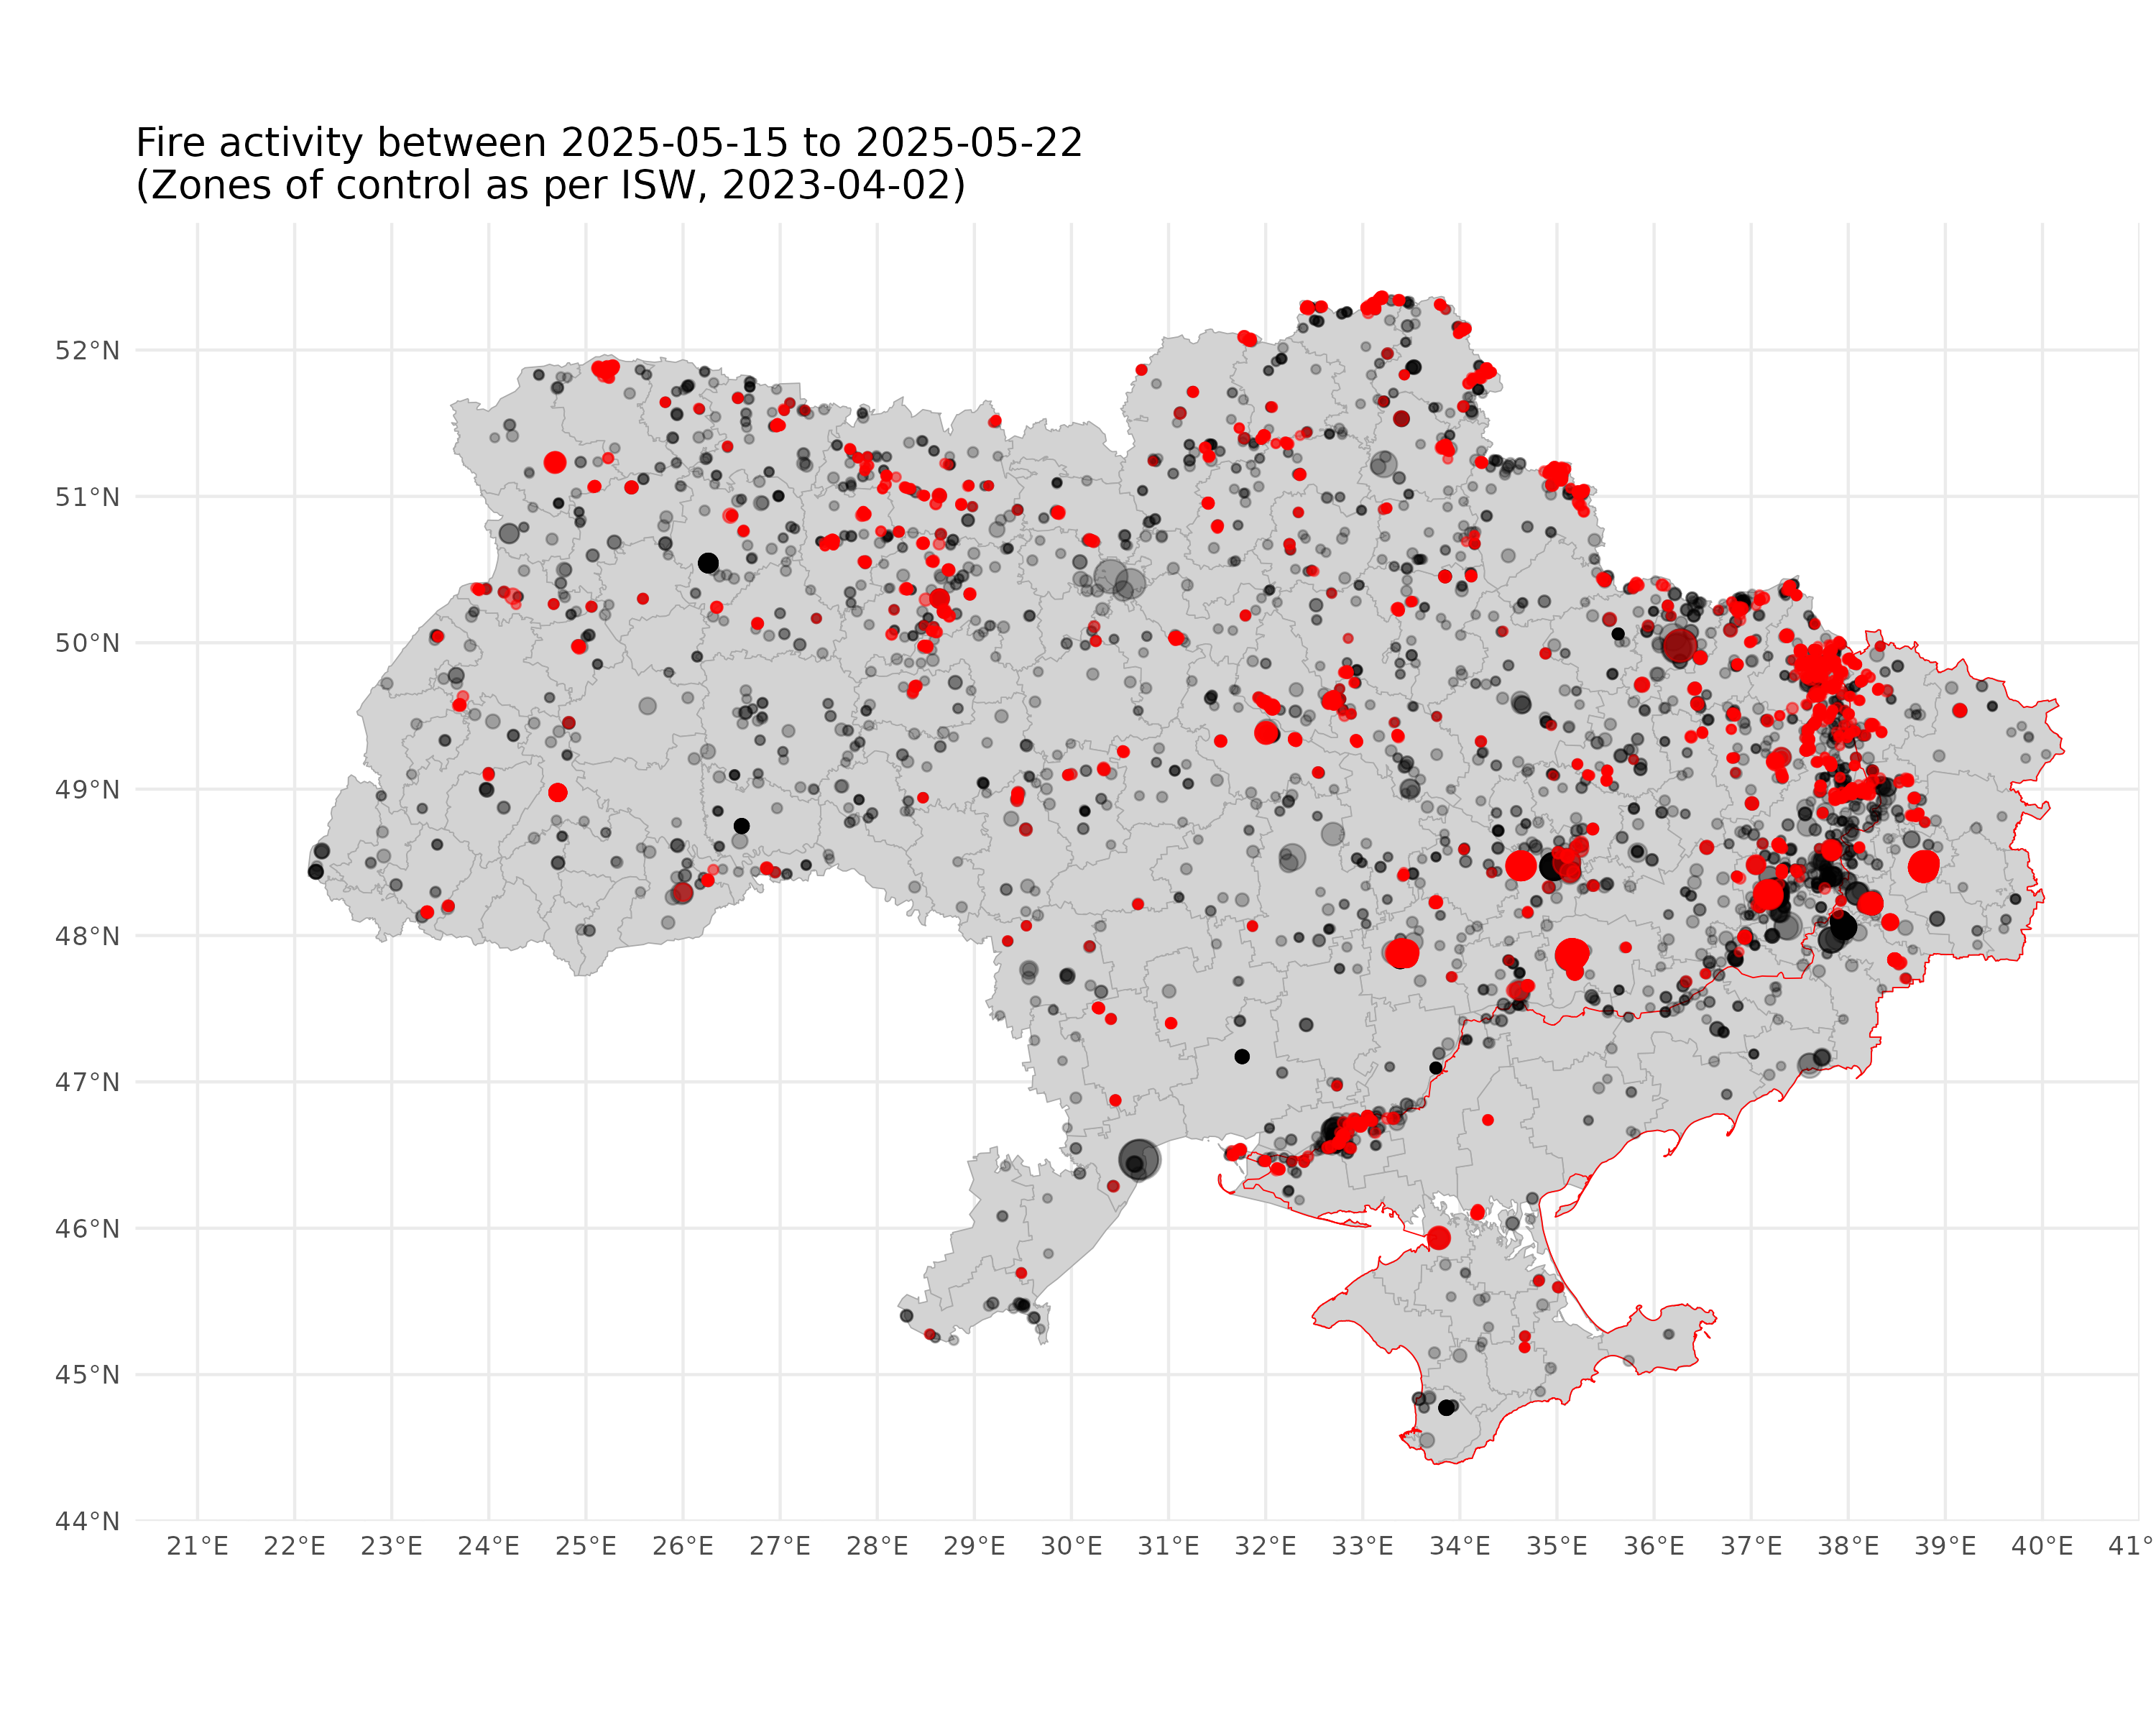 Fire activity between 2025-05-15 to 2025-05-22
(Zones of control as per ISW, 2023-04-02)
52°N
51°N
50°N
49°N
48°N
47°N
46°N
45°N
44°N
21°E 22°E 23°E 24°E 25°E 26°E 27°E 28°E 29°E 30°E 31°E 32°E 33°E 34°E 35°E 36°E 37°E 38°E 39°E 40°E 41°